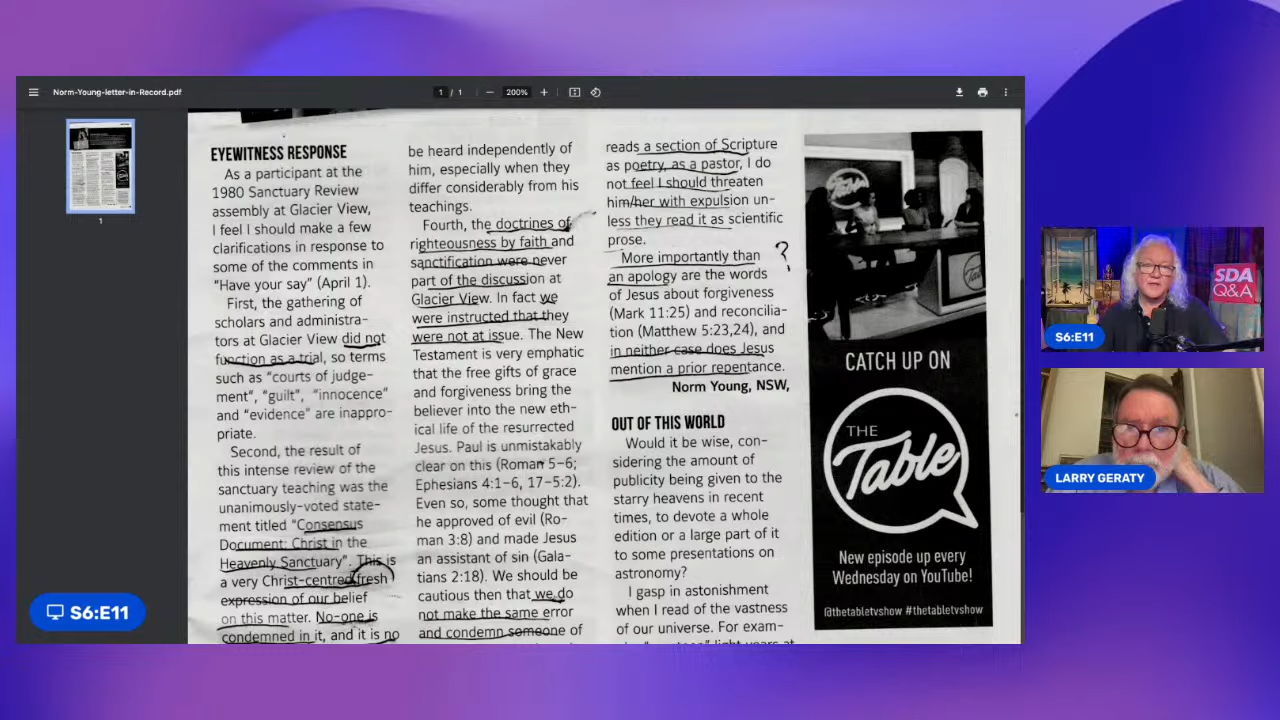 Norm-Young-letter-in-Record.pdf
1 / 1
200%
1
EYEWITNESS RESPONSE
As a participant at the
1980 Sanctuary Review
assembly at Glacier View,
I feel I should make a few
clarifications in response to
some of the comments in
"Have your say" (April 1).
First, the gathering of
scholars and administra-
tors at Glacier View did not
function as a trial, so terms
such as "courts of judge-
ment", "guilt", "innocence"
and "evidence" are inappro-
priate.
Second, the result of
this intense review of the
sanctuary teaching was the
unanimously-voted state-
ment titled "Consensus
Document: Christ in the
Heavenly Sanctuary". This is
a very Christ-centred fresh
expression of our belief
on this matter. No-one is
condemned in it, and it is no
be heard independently of
him, especially when they
differ considerably from his
teachings.
Fourth, the doctrines of
righteousness by faith and
sanctification were never
part of the discussion at
Glacier View. In fact we
were instructed that they
were not at issue. The New
Testament is very emphatic
that the free gifts of grace
and forgiveness bring the
believer into the new eth-
ical life of the resurrected
Jesus. Paul is unmistakably
clear on this (Roman 5-6;
Ephesians 4:1-6, 17-5:2).
Even so, some thought that
he approved of evil (Ro-
man 3:8) and made Jesus
an assistant of sin (Gala-
tians 2:18). We should be
cautious then that we do
not make the same error
and condemn someone of
reads a section of Scripture
as poetry, as a pastor, I do
not feel I should threaten
him/her with expulsion un-
less they read it as scientific
prose.
More importantly than
?
an apology are the words
of Jesus about forgiveness
(Mark 11:25) and reconcilia-
tion (Matthew 5:23,24), and
in neither case does Jesus
mention a prior repentance.
Norm Young, NSW,
OUT OF THIS WORLD
Would it be wise, con-
sidering the amount of
publicity being given to the
starry heavens in recent
times, to devote a whole
edition or a large part of it
to some presentations on
astronomy?
I gasp in astonishment
when I read of the vastness
of our universe. For exam-
Table
CATCH UP ON
THE
Table
New episode up every
Wednesday on YouTube!
@thetabletvshow #thetabletvshow
S6:E11
SDA
Q&A
S6:E11
LARRY GERATY